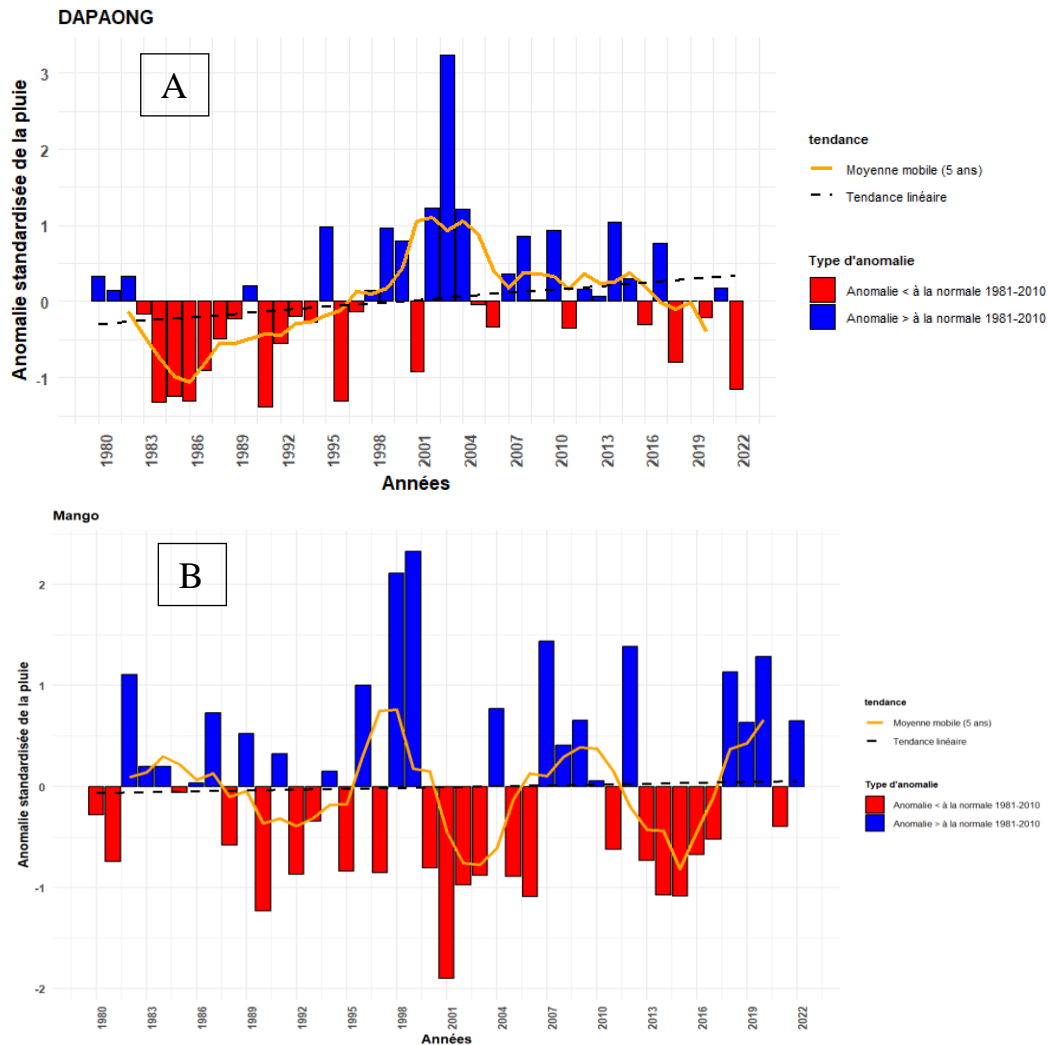 DAPAONG
A
Anomalie standardisée de la pluie
3
2
1
0
-1
1980
1983
1986
1989
1992
1995
1998
2001
2004
2007
2010
2013
2016
2019
2022
Années
tendance
Moyenne mobile (5 ans)
Tendance linéaire
Type d'anomalie
Anomalie < à la normale 1981-2010
Anomalie > à la normale 1981-2010
Mango
B
Anomalie standardisée de la pluie
2
1
0
-1
-2
1980
1983
1986
1989
1992
1995
1998
2001
2004
2007
2010
2013
2016
2019
2022
Années
tendance
Moyenne mobile (5 ans)
Tendance linéaire
Type d'anomalie
Anomalie < à la normale 1981-2010
Anomalie > à la normale 1981-2010